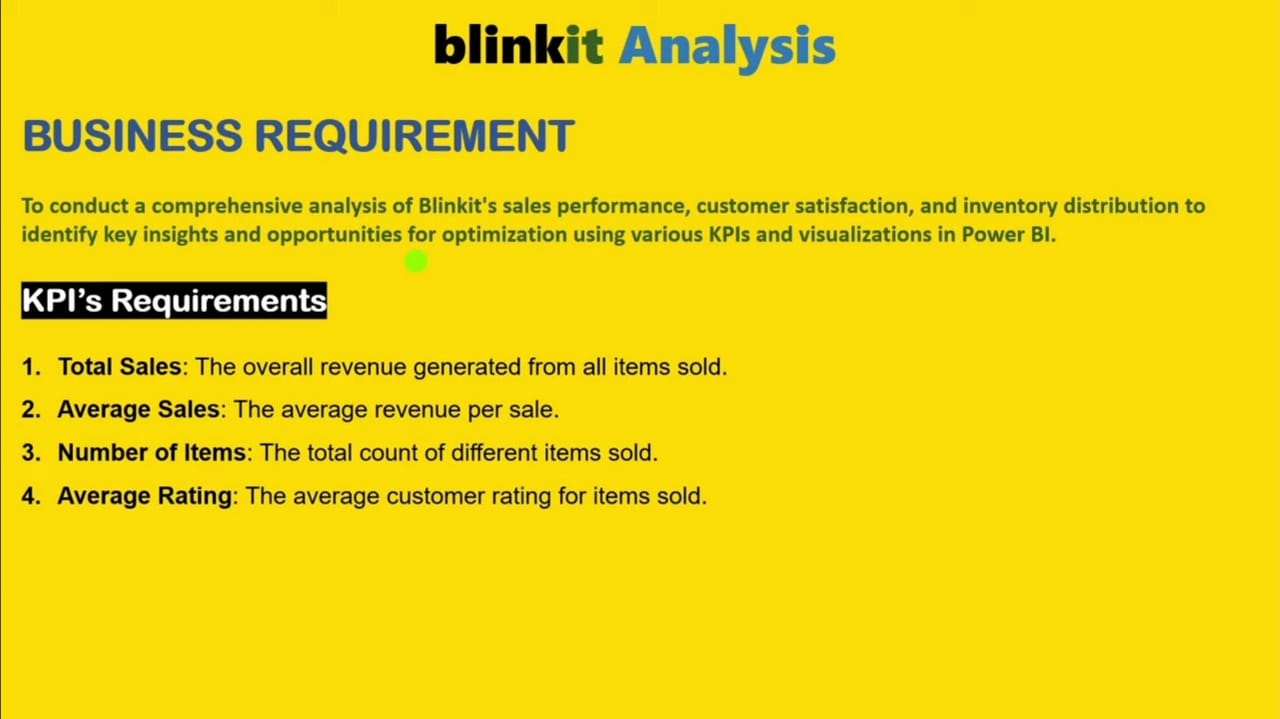 blinkit Analysis
BUSINESS REQUIREMENT
To conduct a comprehensive analysis of Blinkit's sales performance, customer satisfaction, and inventory distribution to
identify key insights and opportunities for optimization using various KPIs and visualizations in Power BI.
KPI’s Requirements
1. Total Sales: The overall revenue generated from all items sold.
2. Average Sales: The average revenue per sale.
3. Number of Items: The total count of different items sold.
4. Average Rating: The average customer rating for items sold.